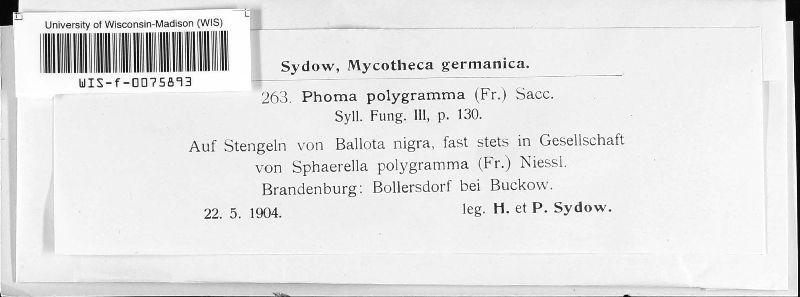 University of Wisconsin-Madison (WIS)
WIS-f-0075893
Sydow, Mycotheca germanica.
263. Phoma polygramma (Fr.) Sacc.
Syll. Fung. III, p. 130.
Auf Stengeln von Ballota nigra, fast stets in Gesellschaft
von Sphaerella polygramma (Fr.) Niessl.
Brandenburg: Bollersdorf bei Buckow.
22. 5. 1904. leg. H. et P. Sydow.